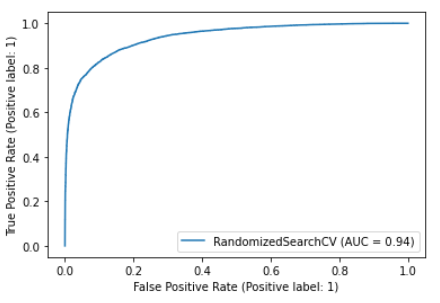 1.0
0.8
0.6
0.4
0.2
0.0
True Positive Rate (Positive label: 1)
RandomizedSearchCV (AUC = 0.94)
0.0 0.2 0.4 0.6 0.8 1.0
False Positive Rate (Positive label: 1)